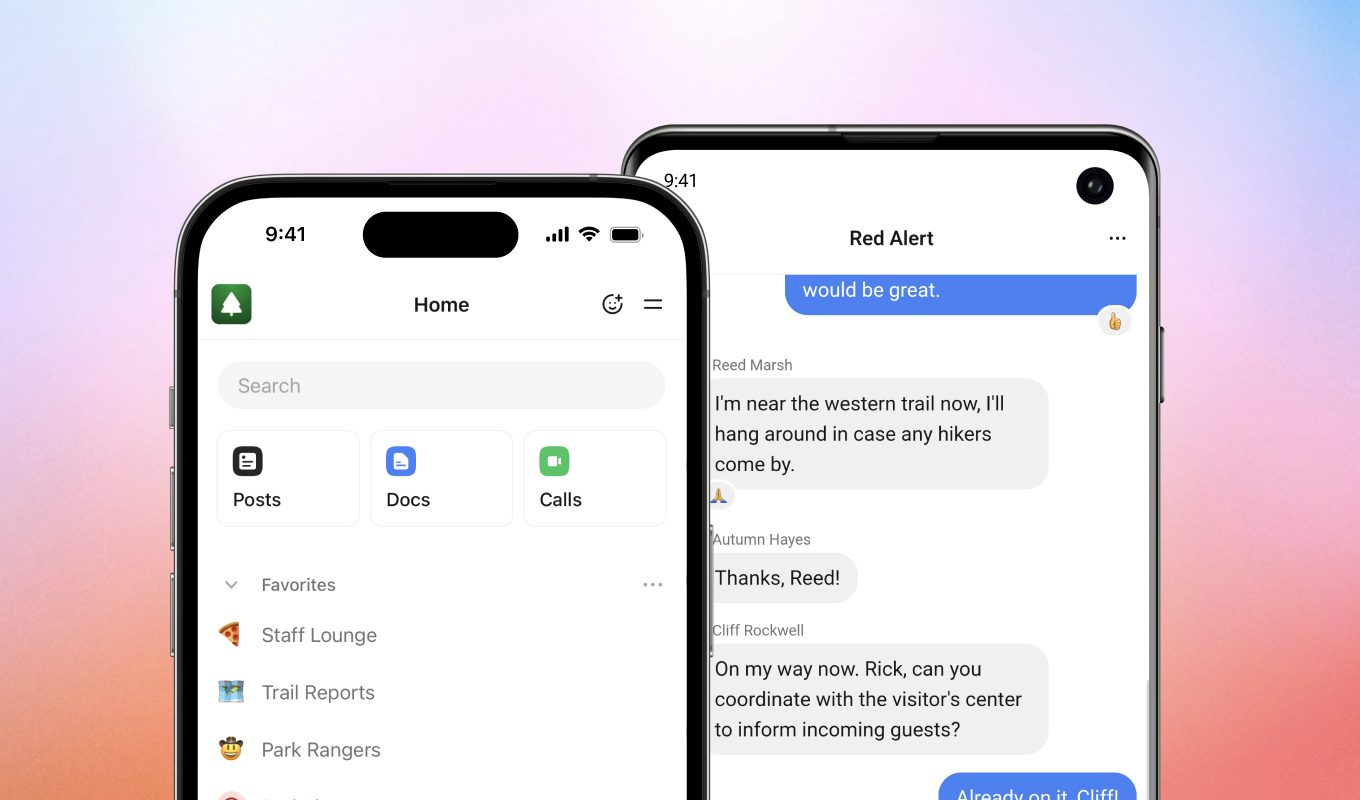 9:41
Home
Search
Posts
Docs
Calls
Favorites
Staff Lounge
Trail Reports
Park Rangers
9:41
Red Alert
would be great.
Reed Marsh
I'm near the western trail now, I'll
hang around in case any hikers
come by.
Autumn Hayes
Thanks, Reed!
Cliff Rockwell
On my way now. Rick, can you
coordinate with the visitor's center
to inform incoming guests?
Already on it, Cliff!